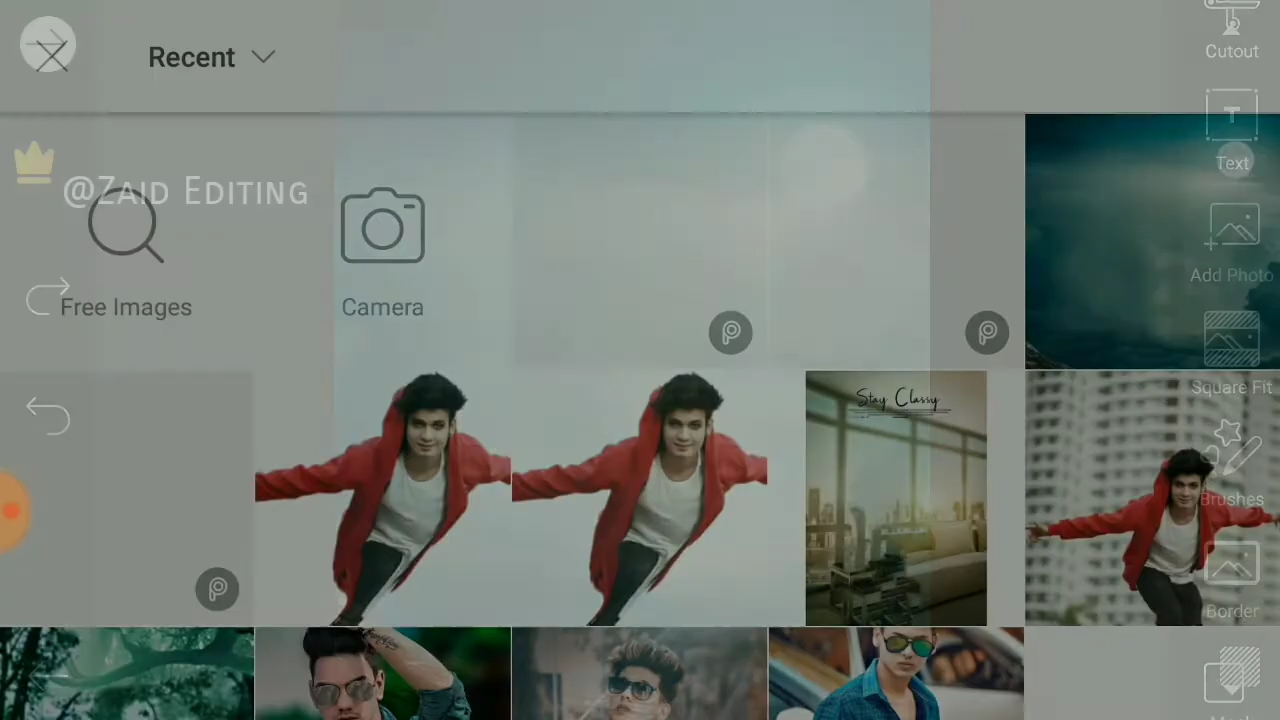 Recent
Cutout
Text
@Zaid Editing
Add Photo
Free Images
Camera
Square Fit
Stay Classy
Brushes
Border